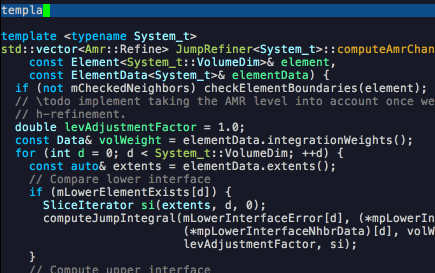 templa
template <typename System_t>
std::vector<Amr::Refine> JumpRefiner<System_t>::computeAmrChan
const Element<System_t::VolumeDim>& element,
const ElementData<System_t>& elementData) {
if (not mCheckedNeighbors) checkElementBoundaries(element);
// \todo implement taking the AMR level into account once we
// h-refinement.
double levAdjustmentFactor = 1.0;
const Data& volWeight = elementData.integrationWeights();
for (int d = 0; d < System_t::VolumeDim; ++d) {
const auto& extents = elementData.extents();
// Compare lower interface
if (mLowerElementExists[d]) {
SliceIterator si(extents, d, 0);
computeJumpIntegral(mLowerInterfaceError[d], (*mpLowerIn
(*mpLowerInterfaceNhbrData)[d], volW
levAdjustmentFactor, si);
}
// Compute upper interface